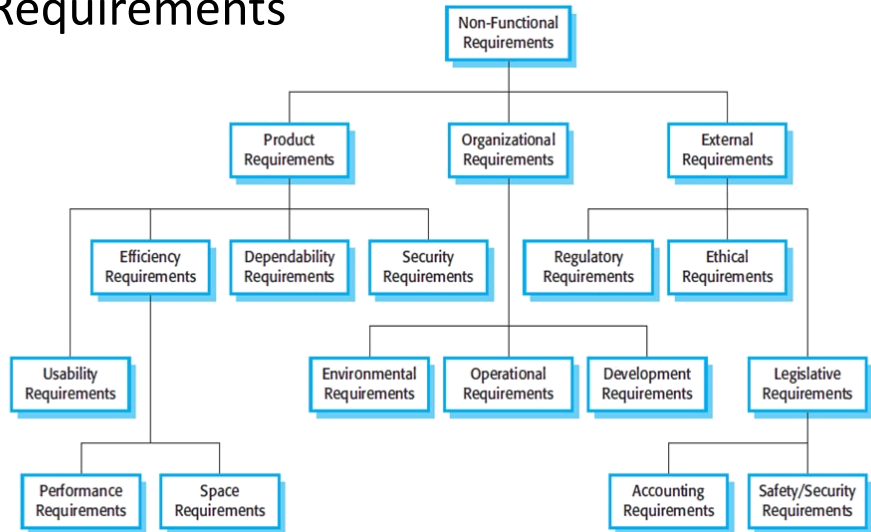 Requirements
Non-Functional
Requirements
Product
Requirements
Organizational
Requirements
External
Requirements
Efficiency
Requirements
Dependability
Requirements
Security
Requirements
Regulatory
Requirements
Ethical
Requirements
Usability
Requirements
Environmental
Requirements
Operational
Requirements
Development
Requirements
Legislative
Requirements
Performance
Requirements
Space
Requirements
Accounting
Requirements
Safety/Security
Requirements